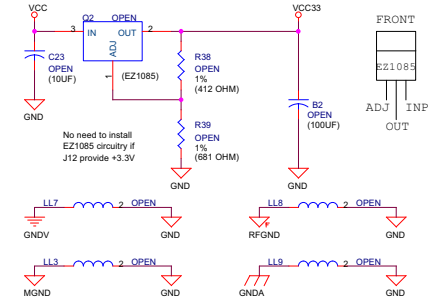 VCC
Q2
OPEN
VCC33
FRONT
3
IN
OUT
2
ADJ
C23
OPEN
(10UF)
1
(EZ1085)
R38
OPEN
1%
(412 OHM)
EZ1085
ADJ
INP
OUT
B2
OPEN
(100UF)
GND
No need to install
EZ1085 circuitry if
J12 provide +3.3V
R39
OPEN
1%
(681 OHM)
GND
GND
LL7
2
OPEN
GNDV
GND
LL8
2
OPEN
RFGND
GND
LL3
2
OPEN
MGND
GND
LL9
2
OPEN
GNDA
GND